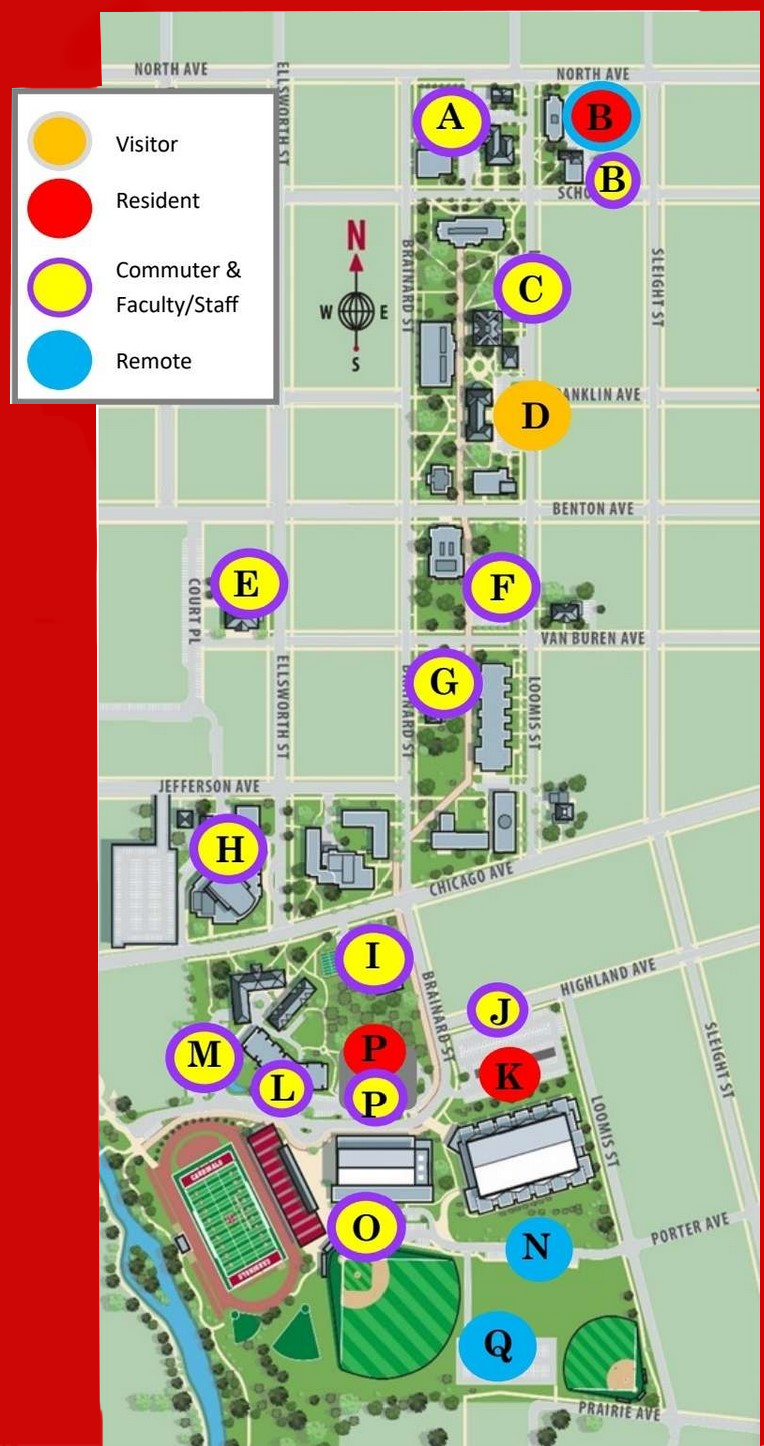 NORTH AVE
NORTH AVE
ELLSWORTH ST
Visitor
Resident
Commuter &
Faculty/Staff
Remote
A
B
B
SCHO
N
W E
S
BRAINARD ST
C
SLEIGHT ST
ANKLIN AVE
D
BENTON AVE
E
COURT PL
F
VAN BUREN AVE
ELLSWORTH ST
G
LOOMIS ST
JEFFERSON AVE
H
CHICAGO AVE
I
BRAINARD ST
HIGHLAND AVE
J
M
P
K
SLEIGHT ST
L
P
LOOMIS ST
CARDINALS
CARDINALS
O
N
PORTER AVE
Q
PRAIRIE AVE